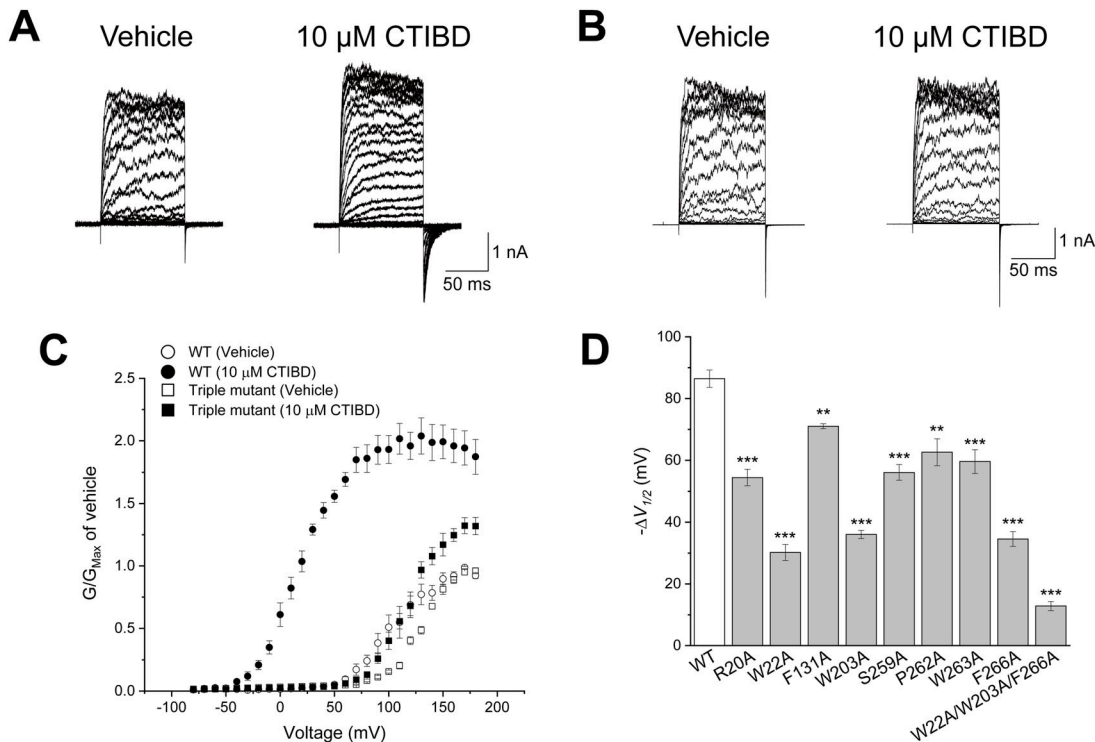 A
Vehicle
10 µM CTIBD
1 nA
50 ms
B
Vehicle
10 µM CTIBD
1 nA
50 ms
C
WT (Vehicle)
WT (10 µM CTIBD)
Triple mutant (Vehicle)
Triple mutant (10 µM CTIBD)
G/GMax of vehicle
2.5
2.0
1.5
1.0
0.5
0.0
-100 -50 0 50 100 150 200
Voltage (mV)
D
-ΔV1/2 (mV)
100
80
60
40
20
0
*** *** ** *** *** ** *** *** ***
WT
R20A
W22A
F131A
W203A
S259A
P262A
W263A
F266A
W22A/W203A/F266A